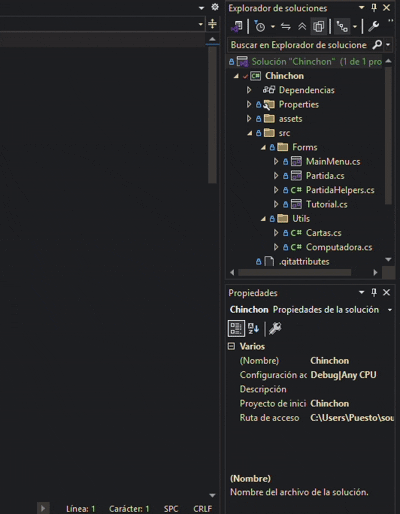 Explorador de soluciones
Buscar en Explorador de solucione
Solución "Chinchon" (1 de 1 pro
Chinchon
Dependencias
Properties
assets
src
Forms
MainMenu.cs
Partida.cs
C# PartidaHelpers.cs
Tutorial.cs
Utils
C# Cartas.cs
C# Computadora.cs
.gitattributes
Propiedades
Chinchon Propiedades de la solución
Varios
(Nombre) Chinchon
Configuración ac Debug|Any CPU
Descripción
Proyecto de inici Chinchon
Ruta de acceso C:\Users\Puesto\sou
(Nombre)
Nombre del archivo de la solución.
Línea: 1 Carácter: 1 SPC CRLF